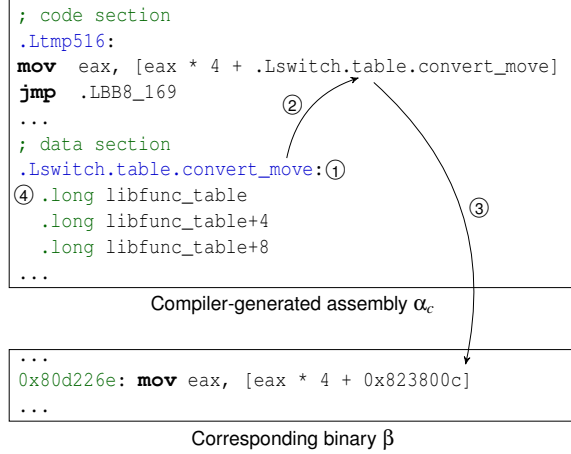 ; code section
.Ltmp516:
mov eax, [eax * 4 + .Lswitch.table.convert_move]
jmp .LBB8_169
...
②
; data section
.Lswitch.table.convert_move:①
④ .long libfunc_table
③
.long libfunc_table+4
.long libfunc_table+8
...
Compiler-generated assembly αc
...
0x80d226e: mov eax, [eax * 4 + 0x823800c]
...
Corresponding binary β